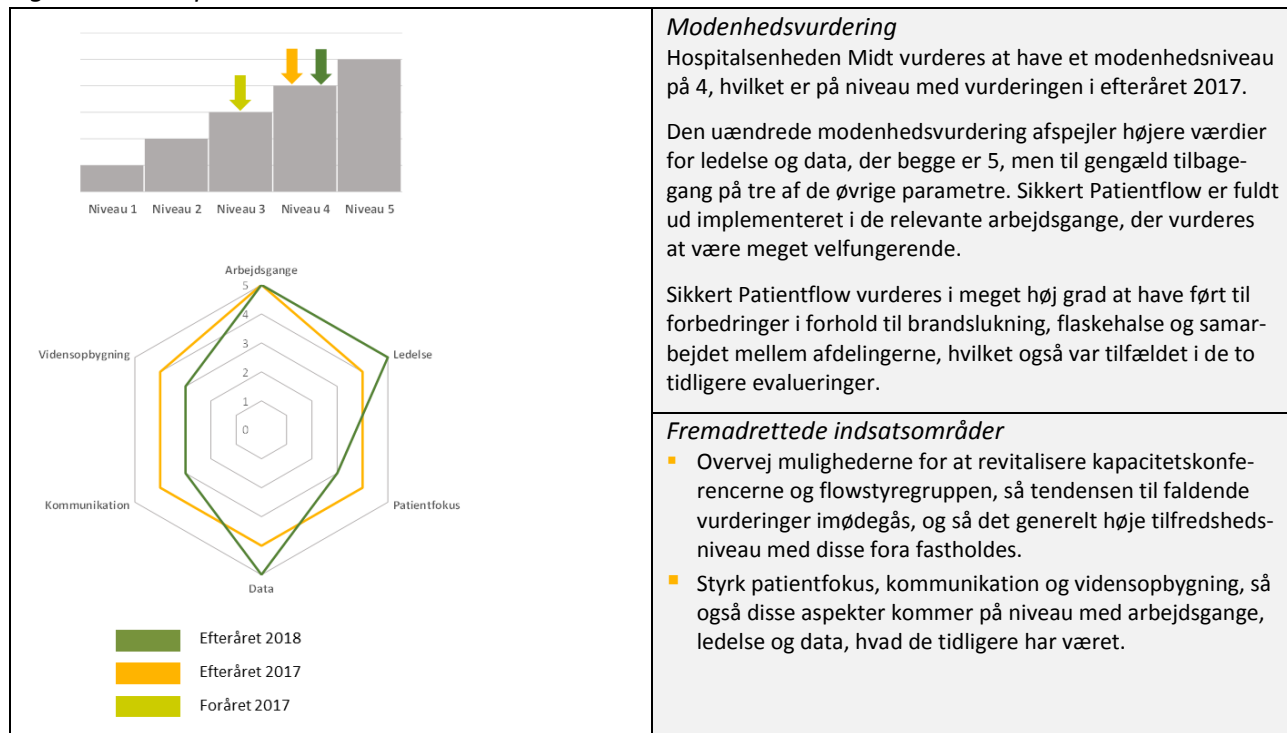 Niveau 1 Niveau 2 Niveau 3 Niveau 4 Niveau 5
Arbejdsgange
5
4
3
2
1
0
Vidensopbygning
Ledelse
Kommunikation
Patientfokus
Data
Efteråret 2018
Efteråret 2017
Foråret 2017
Modenhedsvurdering
Hospitalsenheden Midt vurderes at have et modenhedsniveau
på 4, hvilket er på niveau med vurderingen i efteråret 2017.
Den uændrede modenhedsvurdering afspejler højere værdier
for ledelse og data, der begge er 5, men til gengæld tilbage-
gang på tre af de øvrige parametre. Sikkert Patientflow er fuldt
ud implementeret i de relevante arbejdsgange, der vurderes
at være meget velfungerende.
Sikkert Patientflow vurderes i meget høj grad at have ført til
forbedringer i forhold til brandslukning, flaskehalse og samar-
bejdet mellem afdelingerne, hvilket også var tilfældet i de to
tidligere evalueringer.
Fremadrettede indsatsområder
▪ Overvej mulighederne for at revitalisere kapacitetskonfe-
rencerne og flowstyregruppen, så tendensen til faldende
vurderinger imødegås, og så det generelt høje tilfredsheds-
niveau med disse fora fastholdes.
▪ Styrk patientfokus, kommunikation og vidensopbygning, så
også disse aspekter kommer på niveau med arbejdsgange,
ledelse og data, hvad de tidligere har været.